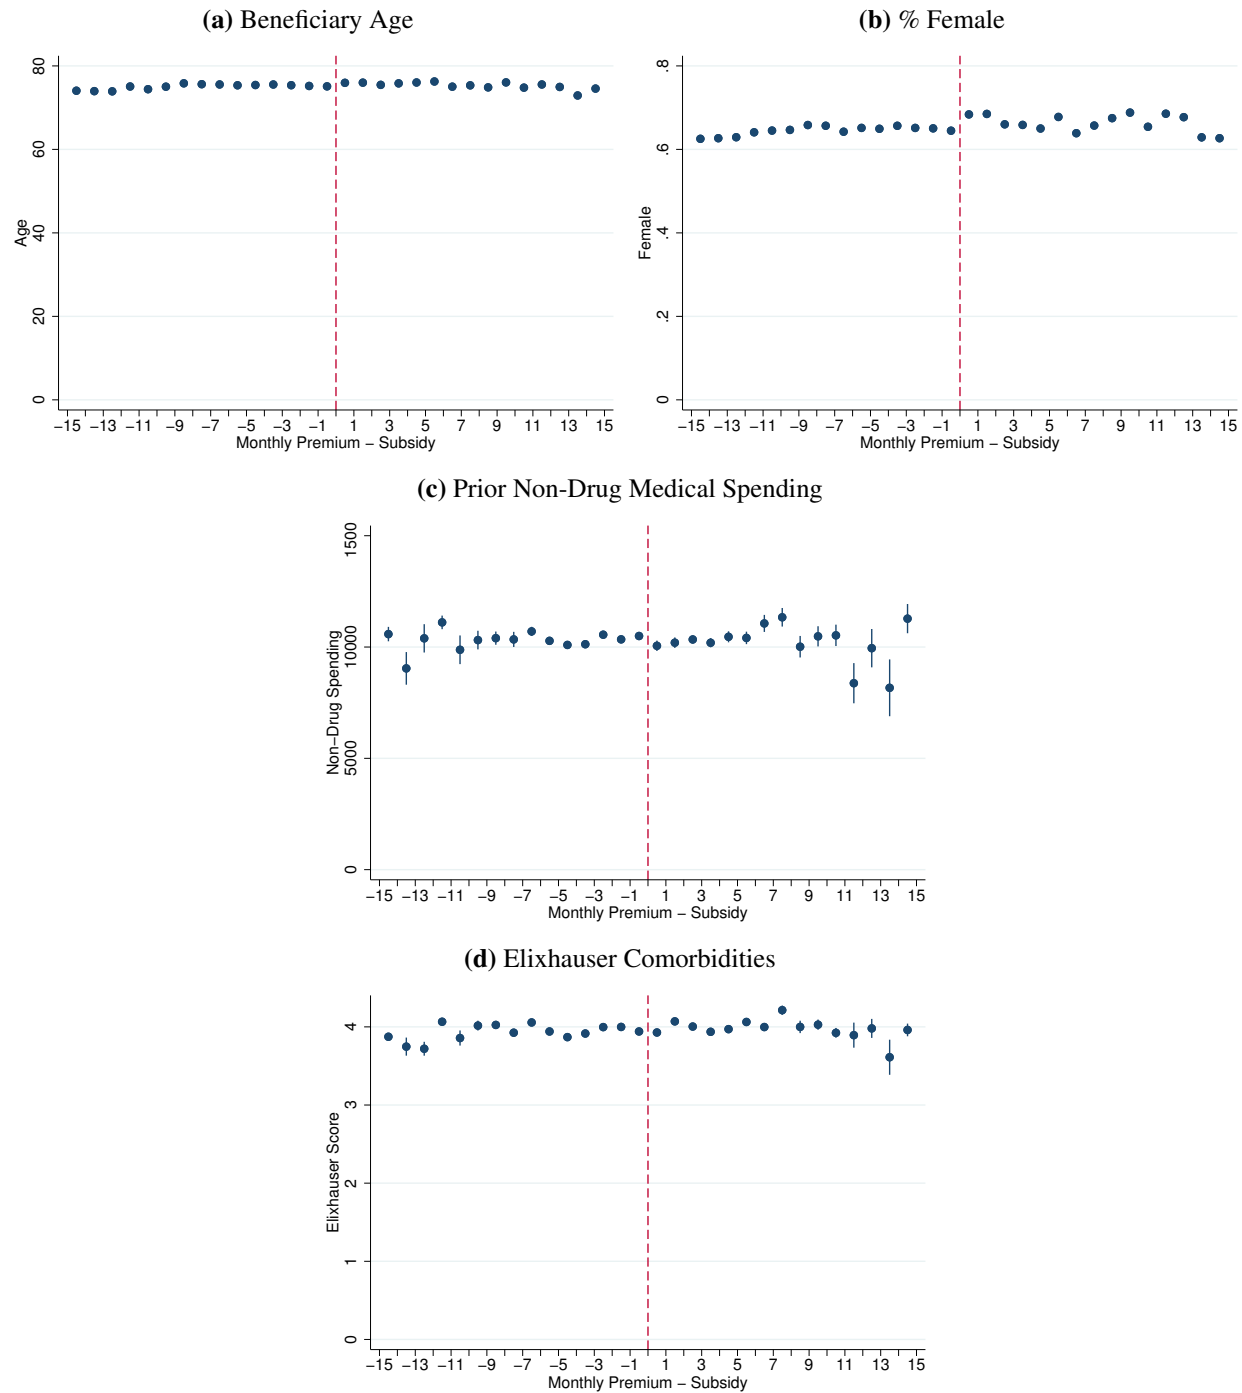 (a) Beneficiary Age
80
60
40
20
0
Age
−15 −13 −11 −9 −7 −5 −3 −1 1 3 5 7 9 11 13 15
Monthly Premium − Subsidy
(b) % Female
.8
.6
.4
.2
0
Female
−15 −13 −11 −9 −7 −5 −3 −1 1 3 5 7 9 11 13 15
Monthly Premium − Subsidy
(c) Prior Non-Drug Medical Spending
1500
10000
5000
0
Non−Drug Spending
−15 −13 −11 −9 −7 −5 −3 −1 1 3 5 7 9 11 13 15
Monthly Premium − Subsidy
(d) Elixhauser Comorbidities
4
3
2
1
0
Elixhauser Score
−15 −13 −11 −9 −7 −5 −3 −1 1 3 5 7 9 11 13 15
Monthly Premium − Subsidy